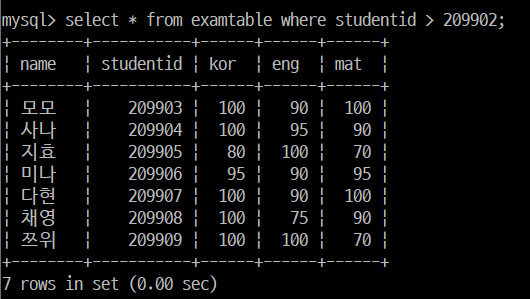 mysql> select * from examtable where studentid > 209902;
+--------+-----------+------+------+------+
¦ name   ¦ studentid ¦ kor  ¦ eng  ¦ mat  ¦
+--------+-----------+------+------+------+
¦ 모모   ¦    209903 ¦  100 ¦   90 ¦  100 ¦
¦ 사나   ¦    209904 ¦  100 ¦   95 ¦   90 ¦
¦ 지효   ¦    209905 ¦   80 ¦  100 ¦   70 ¦
¦ 미나   ¦    209906 ¦   95 ¦   90 ¦   95 ¦
¦ 다현   ¦    209907 ¦  100 ¦   90 ¦  100 ¦
¦ 채영   ¦    209908 ¦  100 ¦   75 ¦   90 ¦
¦ 쯔위   ¦    209909 ¦  100 ¦  100 ¦   70 ¦
+--------+-----------+------+------+------+
7 rows in set (0.00 sec)